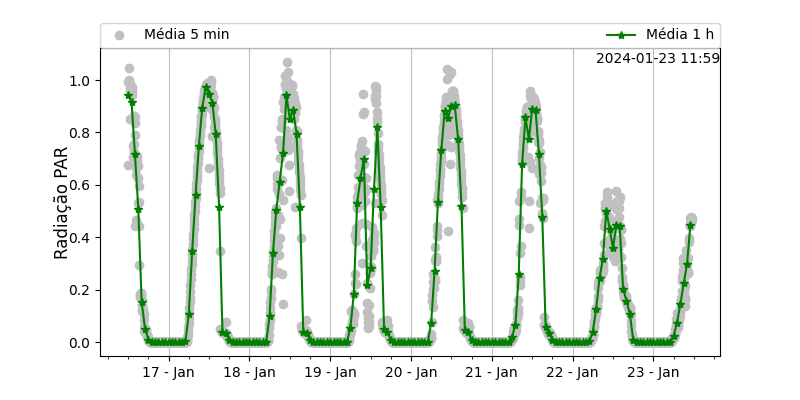 Média 5 min
Média 1 h
2024-01-23 11:59
Radiação PAR
1.0
0.8
0.6
0.4
0.2
0.0
17 - Jan
18 - Jan
19 - Jan
20 - Jan
21 - Jan
22 - Jan
23 - Jan